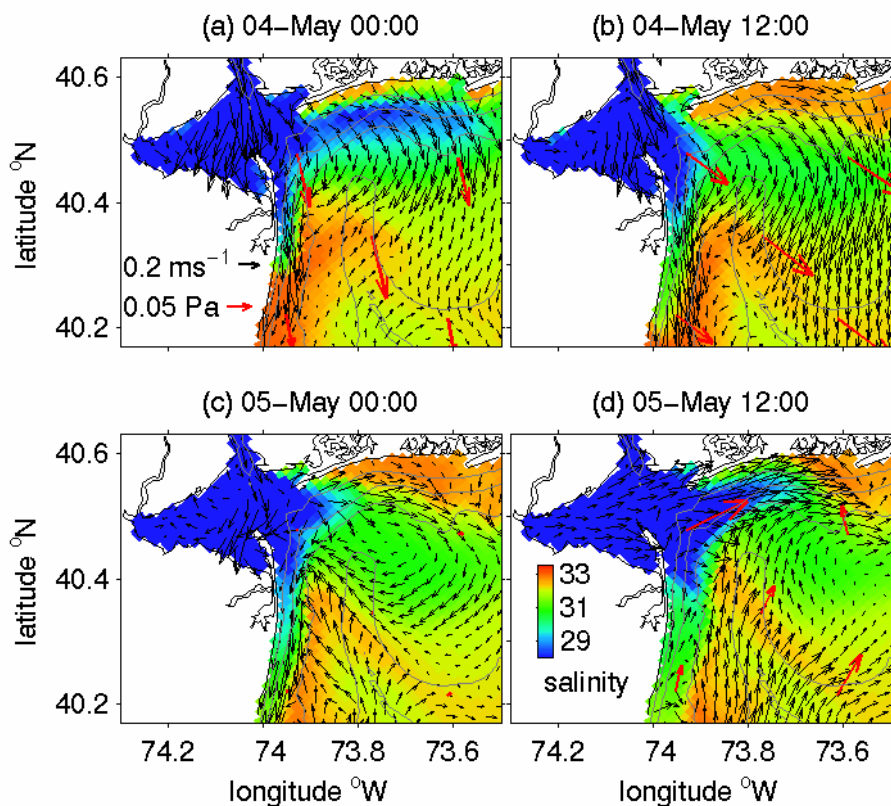 (a) 04−May 00:00
(b) 04−May 12:00
40.6
40.4
40.2
latitude °N
0.2 ms⁻¹
0.05 Pa
(c) 05−May 00:00
(d) 05−May 12:00
40.6
40.4
40.2
latitude °N
33
31
29
salinity
74.2 74 73.8 73.6
74.2 74 73.8 73.6
longitude °W
longitude °W